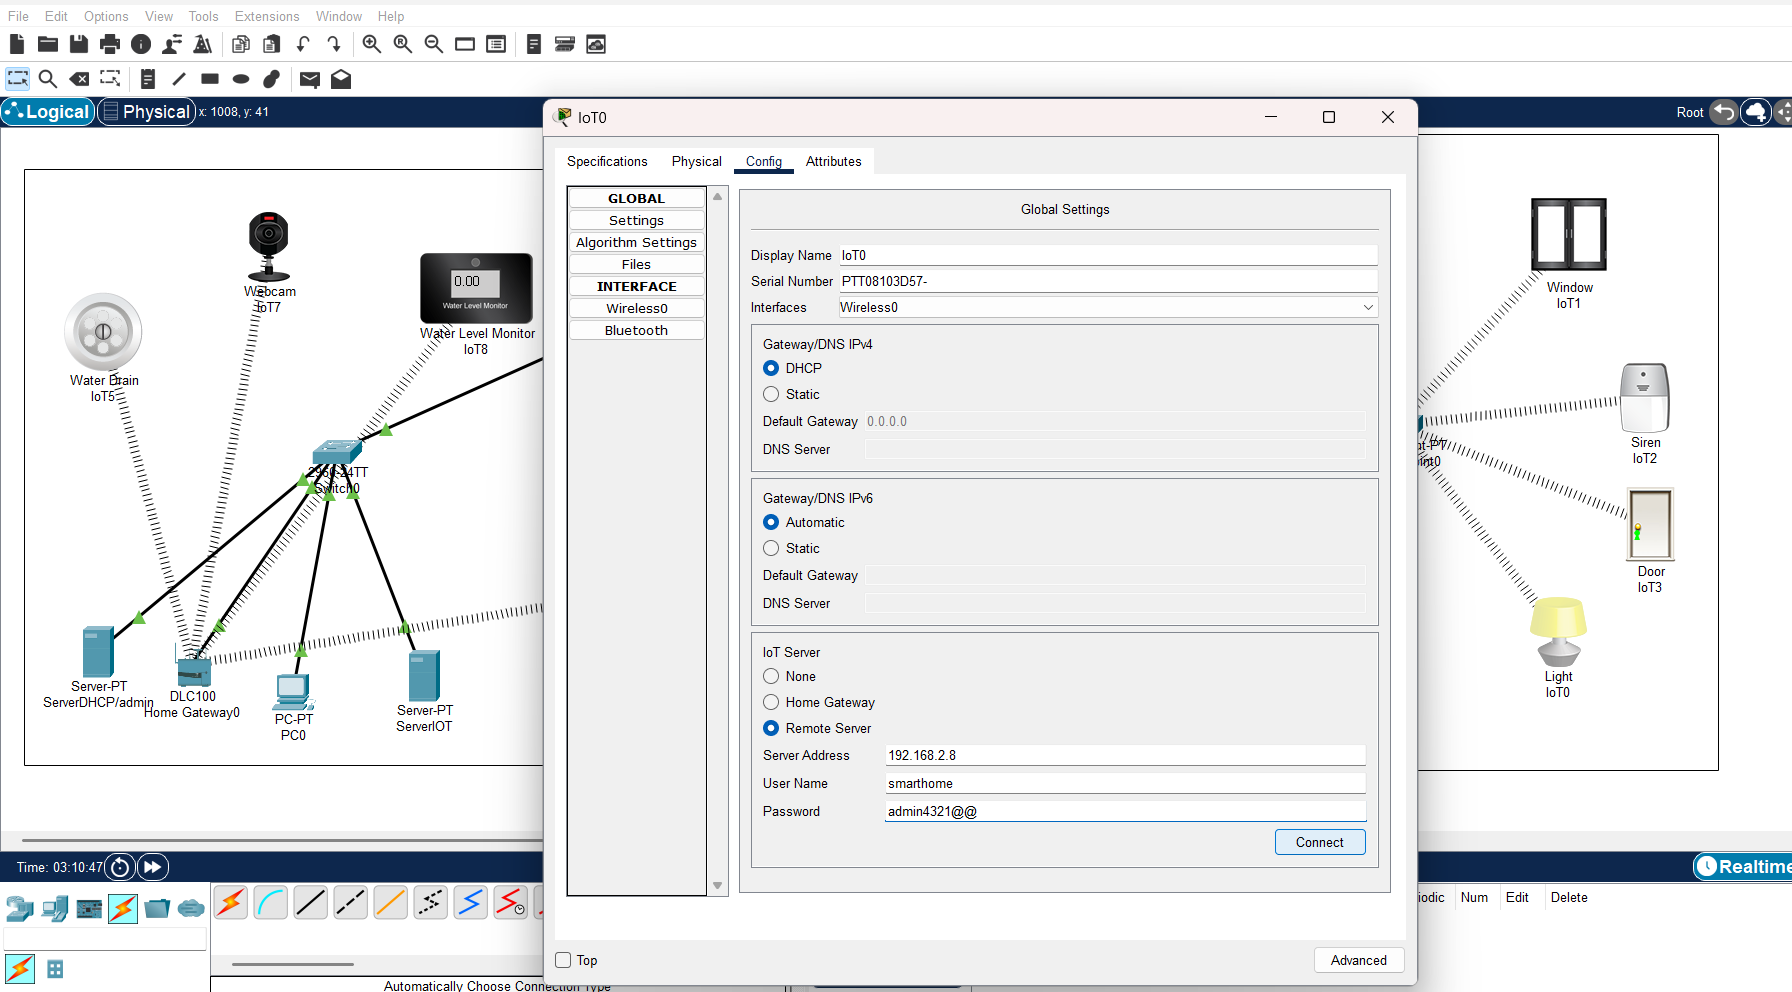 File Edit Options View Tools Extensions Window Help
Logical Physical x: 1008, y: 41
Root
Webcam
IoT7
0.00
Water Level Monitor
Water Level Monitor
IoT8
Water Drain
IoT5
2960-24TT
Switch0
Server-PT
ServerDHCP/admin
DLC100
Home Gateway0
PC-PT
PC0
Server-PT
ServerIOT
IoT0
Specifications Physical Config Attributes
GLOBAL
Settings
Algorithm Settings
Files
INTERFACE
Wireless0
Bluetooth
Global Settings
Display Name IoT0
Serial Number PTT08103D57-
Interfaces Wireless0
Gateway/DNS IPv4
DHCP
Static
Default Gateway 0.0.0.0
DNS Server
Gateway/DNS IPv6
Automatic
Static
Default Gateway
DNS Server
IoT Server
None
Home Gateway
Remote Server
Server Address 192.168.2.8
User Name smarthome
Password admin4321@@
Connect
Top
Advanced
Window
IoT1
Siren
IoT2
Door
IoT3
Light
IoT0
nt-PT
int0
Time: 03:10:47
Realtime
iodic Num Edit Delete
Automatically Choose Connection Type